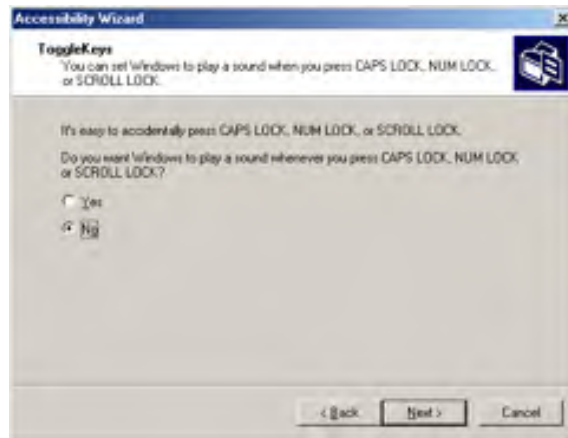 Accessibility Wizard
ToggleKeys
You can set Windows to play a sound when you press CAPS LOCK, NUM LOCK,
or SCROLL LOCK.
It's easy to accidentally press CAPS LOCK, NUM LOCK, or SCROLL LOCK.
Do you want Windows to play a sound whenever you press CAPS LOCK, NUM LOCK
or SCROLL LOCK?
Yes
No
< Back Next > Cancel